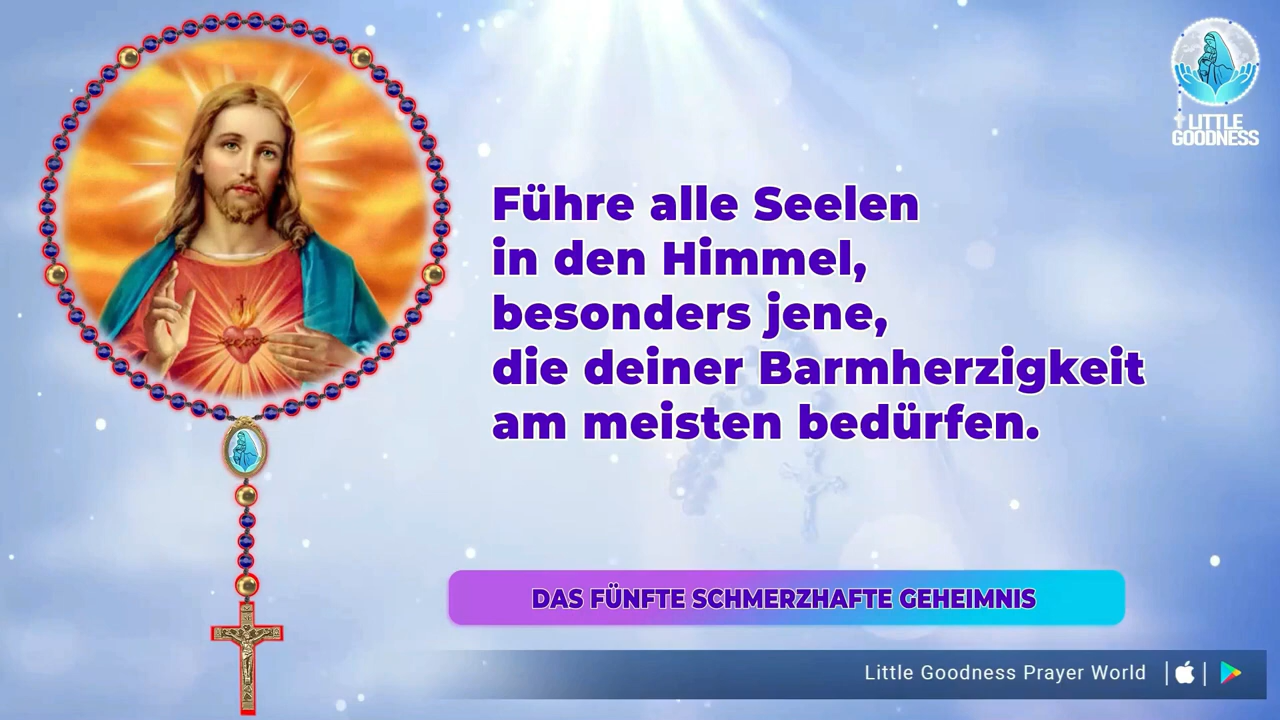 LITTLE
GOODNESS
Führe alle Seelen
in den Himmel,
besonders jene,
die deiner Barmherzigkeit
am meisten bedürfen.
DAS FÜNFTE SCHMERZHAFTE GEHEIMNIS
Little Goodness Prayer World